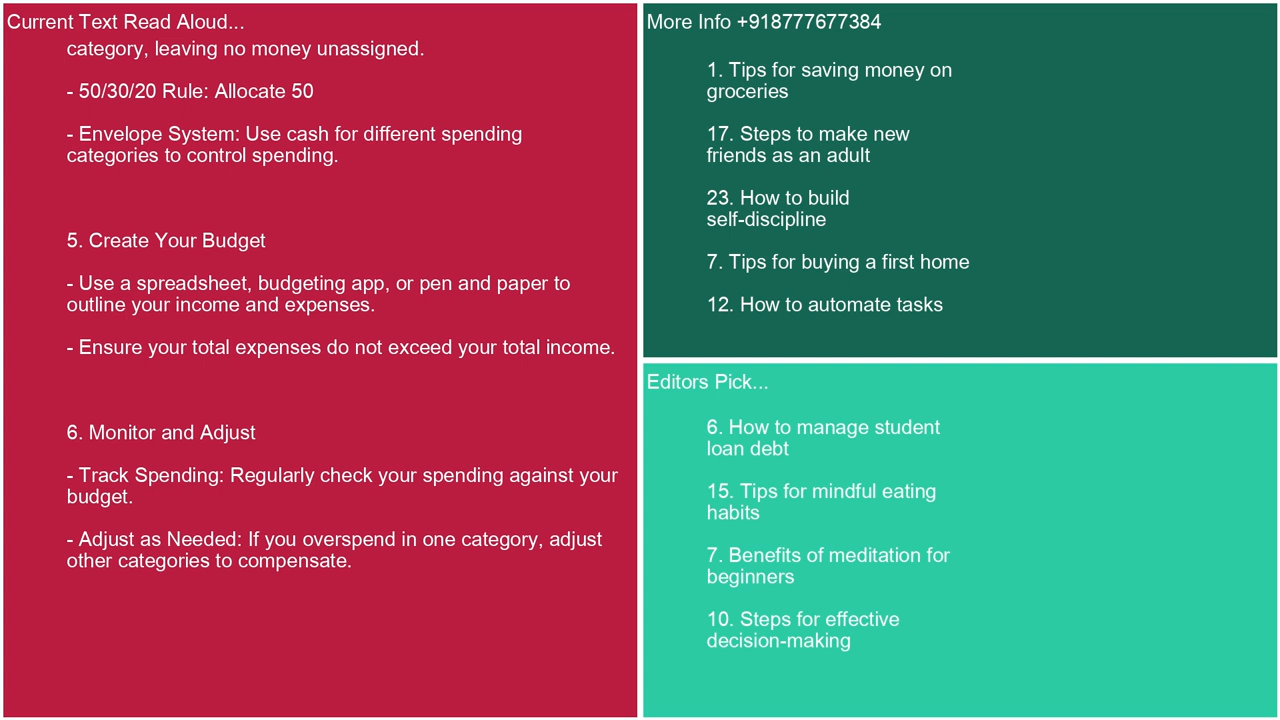 Current Text Read Aloud...
category, leaving no money unassigned.
- 50/30/20 Rule: Allocate 50
- Envelope System: Use cash for different spending
categories to control spending.
5. Create Your Budget
- Use a spreadsheet, budgeting app, or pen and paper to
outline your income and expenses.
- Ensure your total expenses do not exceed your total income.
6. Monitor and Adjust
- Track Spending: Regularly check your spending against your
budget.
- Adjust as Needed: If you overspend in one category, adjust
other categories to compensate.
More Info +918777677384
1. Tips for saving money on
groceries
17. Steps to make new
friends as an adult
23. How to build
self-discipline
7. Tips for buying a first home
12. How to automate tasks
Editors Pick...
6. How to manage student
loan debt
15. Tips for mindful eating
habits
7. Benefits of meditation for
beginners
10. Steps for effective
decision-making